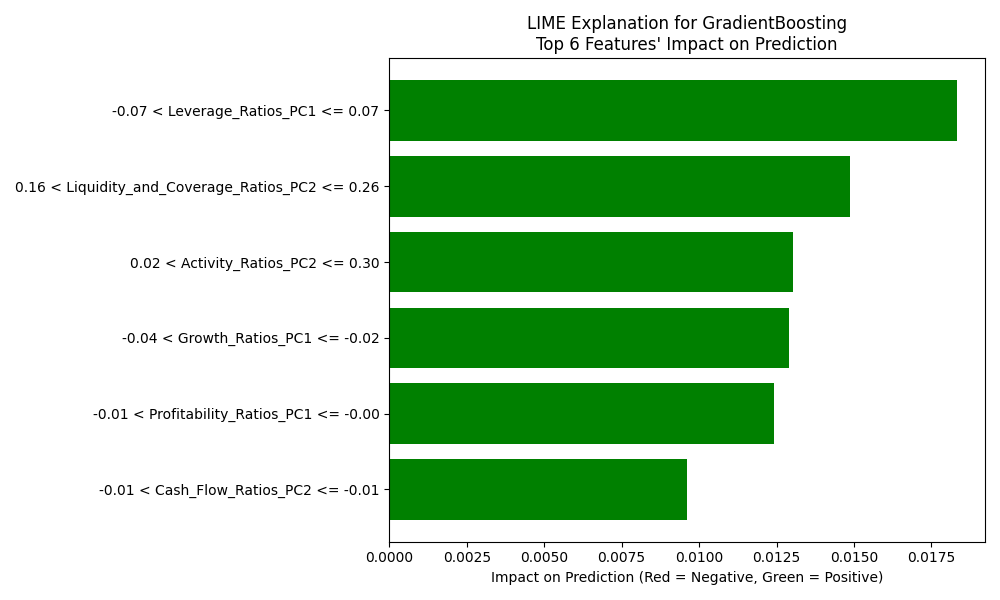 LIME Explanation for GradientBoosting
Top 6 Features' Impact on Prediction
-0.07 < Leverage_Ratios_PC1 <= 0.07
0.16 < Liquidity_and_Coverage_Ratios_PC2 <= 0.26
0.02 < Activity_Ratios_PC2 <= 0.30
-0.04 < Growth_Ratios_PC1 <= -0.02
-0.01 < Profitability_Ratios_PC1 <= -0.00
-0.01 < Cash_Flow_Ratios_PC2 <= -0.01
0.0000 0.0025 0.0050 0.0075 0.0100 0.0125 0.0150 0.0175
Impact on Prediction (Red = Negative, Green = Positive)